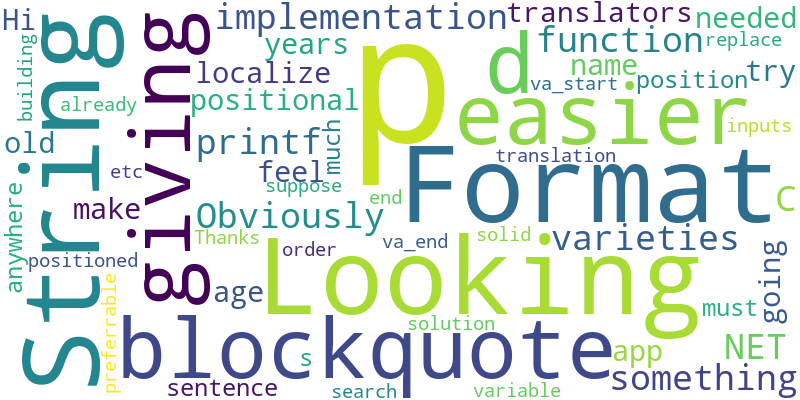 Hi
implementation
translators
needed
String
giving
years
p
d
function
replace
building
localize
easier
name
va_start
position
try
already
positional
inputs
old
printf
much
Format
translation
etc
feel
suppose
C
anywhere
make
Obviously
end
Thanks
order
va_end
solid
varieties
positioned
Looking
going
preferrable
age
must
blockquote
solution
s
app
NET
sentence
search
variable
something